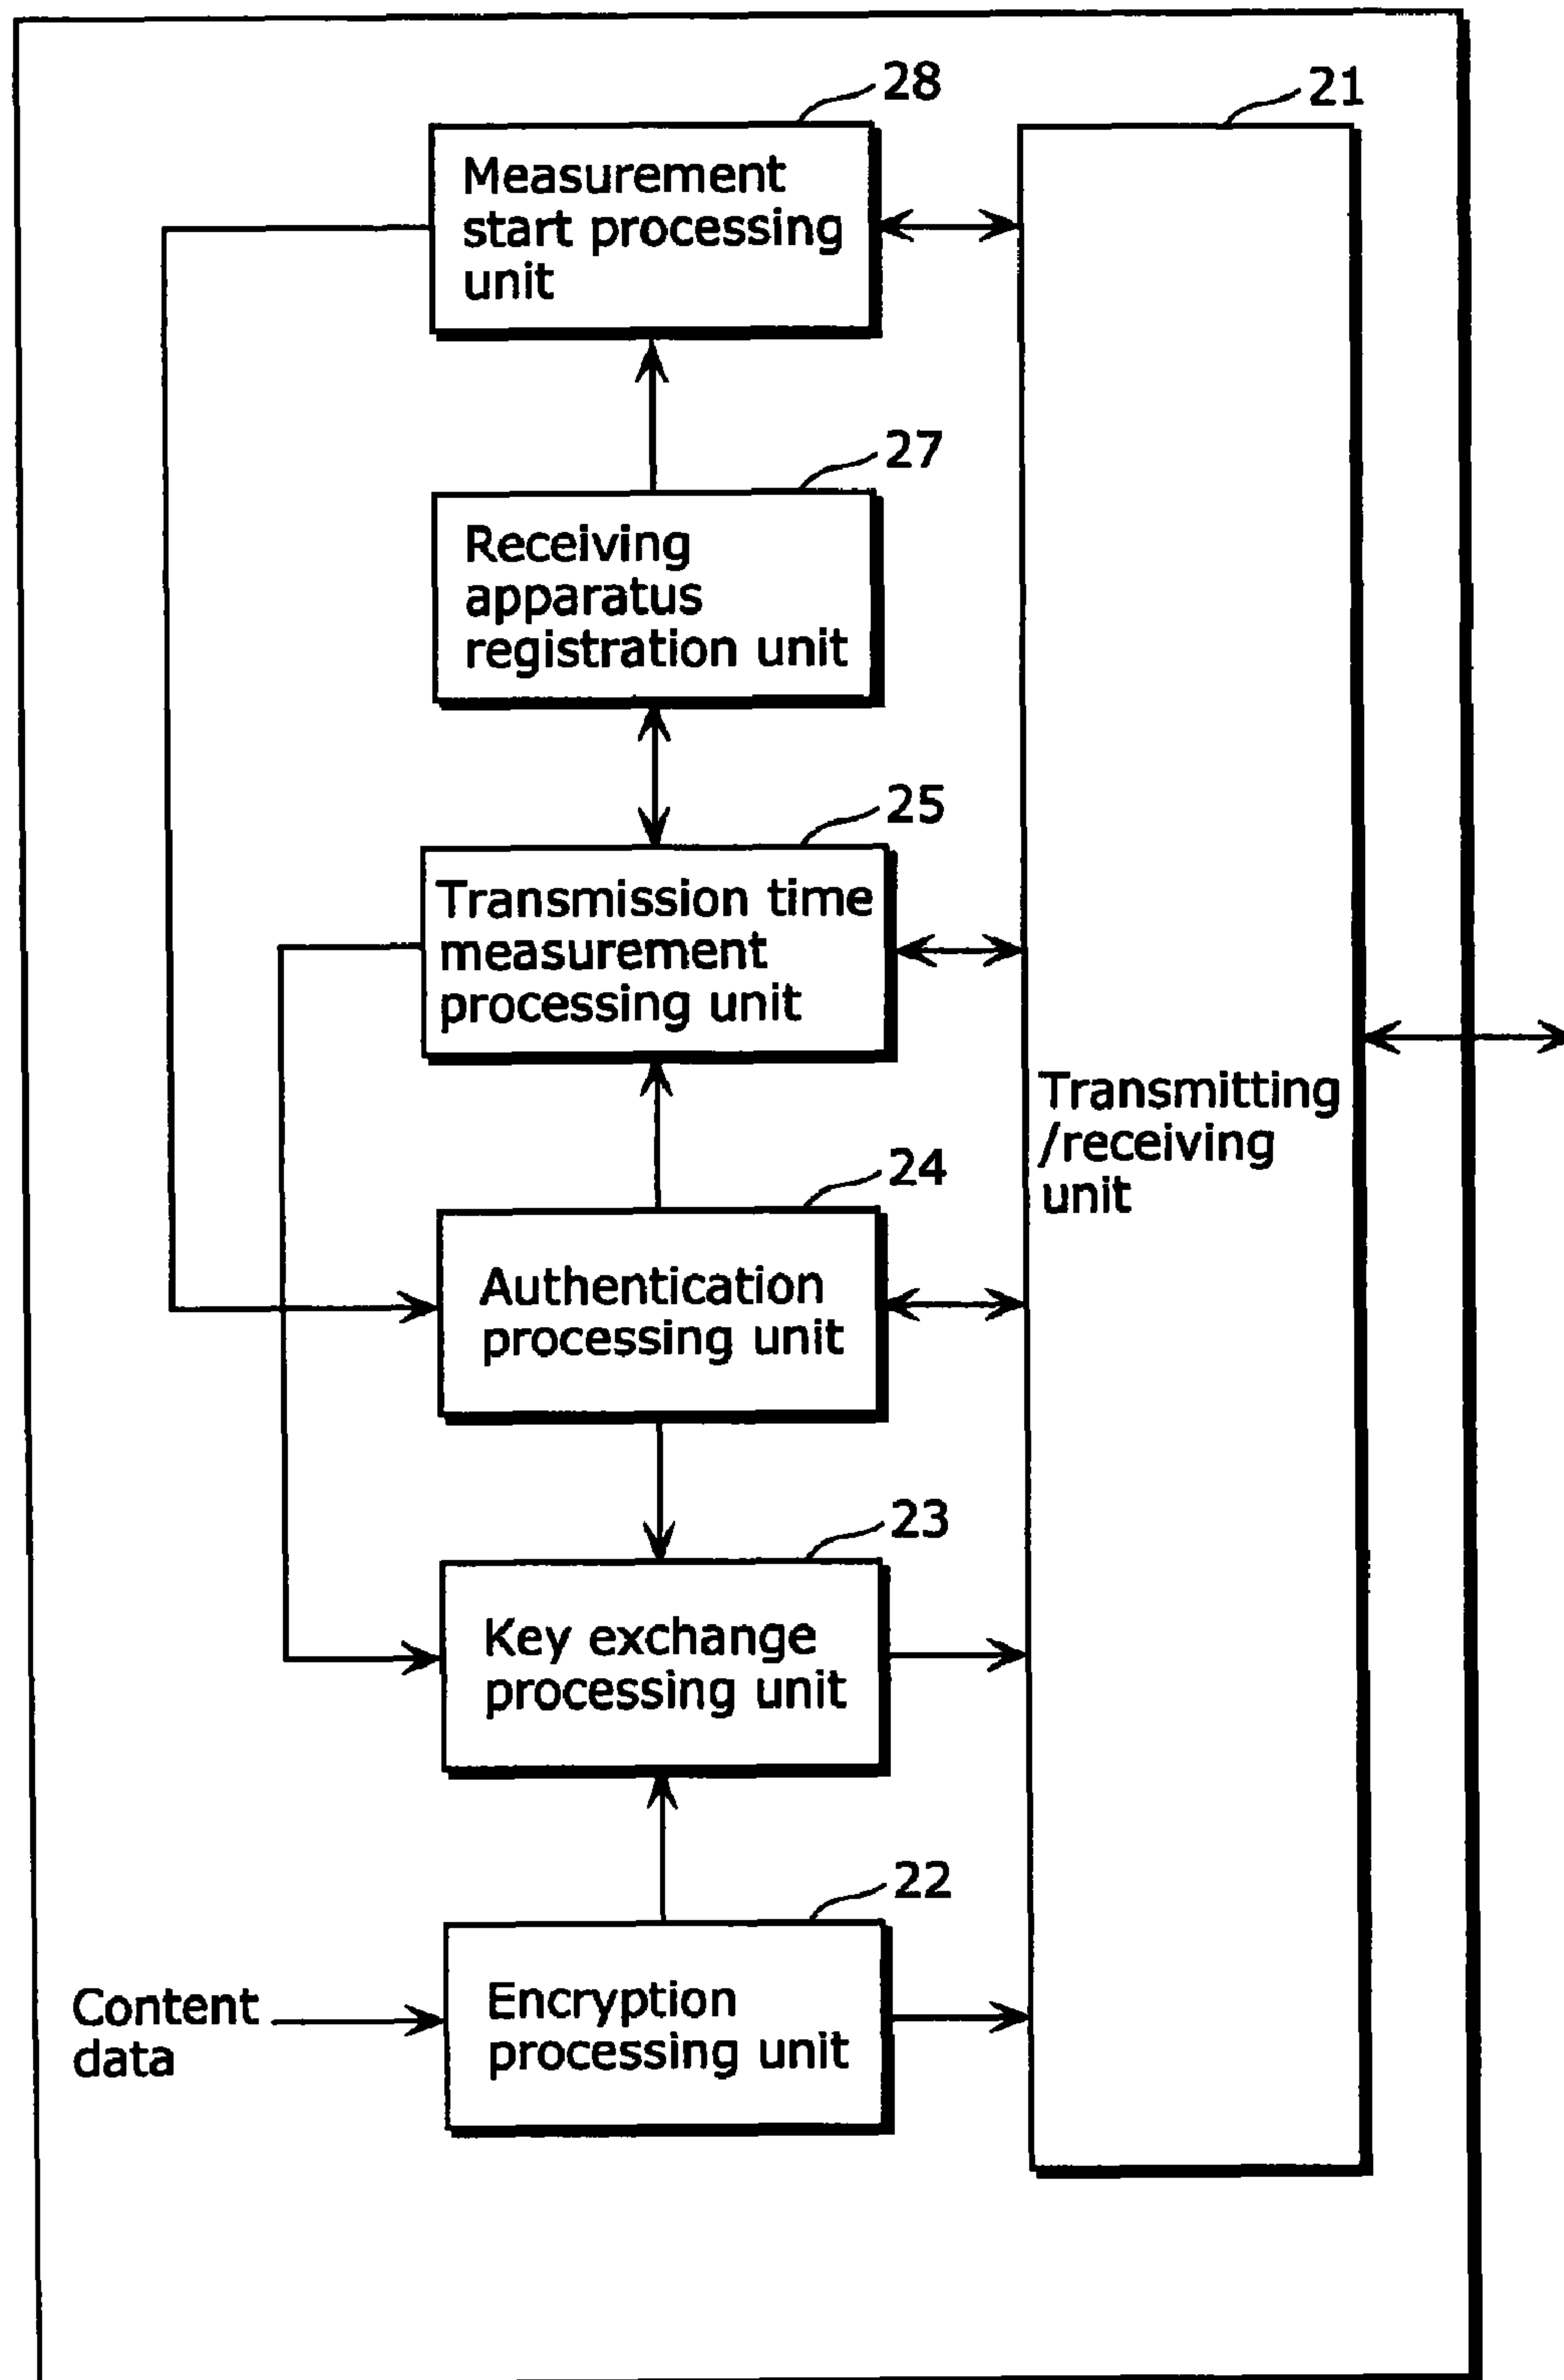 28
21
Measurement
start processing
unit
27
Receiving
apparatus
registration unit
25
Transmission time
measurement
processing unit
Transmitting
/receiving
unit
24
Authentication
processing unit
23
Key exchange
processing unit
22
Encryption
processing unit
Content
data